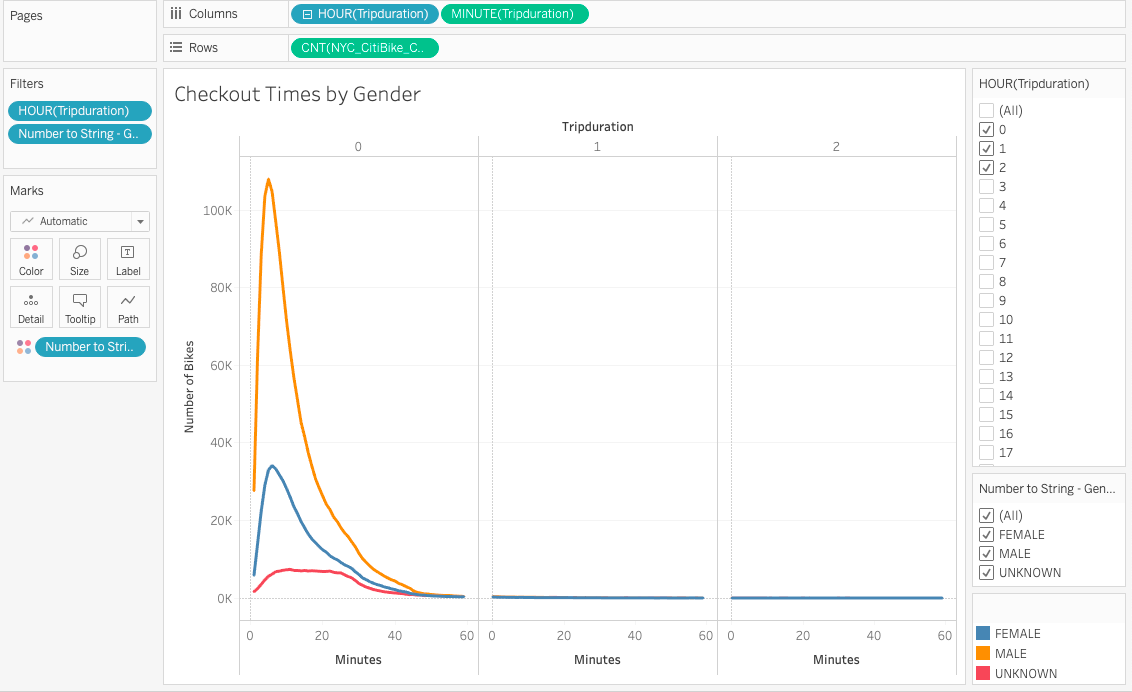 Pages
Columns
HOUR(Tripduration)
MINUTE(Tripduration)
Rows
CNT(NYC_CitiBike_C..
Filters
HOUR(Tripduration)
Number to String - G..
Marks
Automatic
Color
Size
Label
Detail
Tooltip
Path
Number to Stri..
Checkout Times by Gender
Tripduration
0
1
2
Number of Bikes
100K
80K
60K
40K
20K
0K
0 20 40 60
0 20 40 60
0 20 40 60
Minutes
Minutes
Minutes
HOUR(Tripduration)
(All)
0
1
2
3
4
5
6
7
8
9
10
11
12
13
14
15
16
17
Number to String - Gen...
(All)
FEMALE
MALE
UNKNOWN
FEMALE
MALE
UNKNOWN